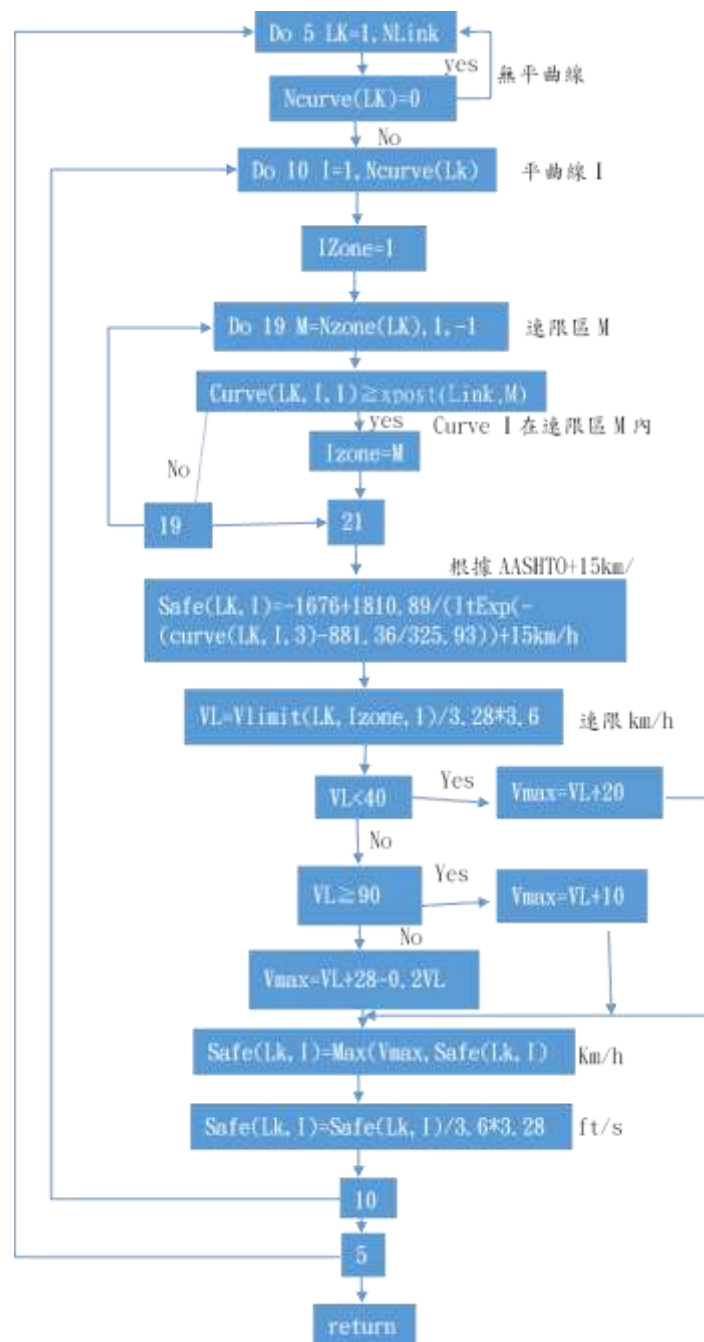 Do 5 LK=1,NLink
yes
無平曲線
Ncurve(LK)=0
No
Do 10 I=1,Ncurve(Lk)
平曲線 I
IZone=1
Do 19 M=Nzone(LK),1,-1
速限區 M
Curve(LK,I,1)≧xpost(Link,M)
yes
Curve I 在速限區 M 內
No
Izone=M
19
21
根據 AASHTO+15km/
Safe(LK,I)=-1676+1810.89/(ItExp(-
(curve(LK,I,3)-881.36/325.93))+15km/h
VL=Vlimit(LK,Izone,1)/3.28*3.6
速限 km/h
VL<40
Yes
Vmax=VL+20
No
VL≧90
Yes
Vmax=VL+10
No
Vmax=VL+28-0.2VL
Safe(Lk,I)=Max(Vmax,Safe(Lk,I)
Km/h
Safe(Lk,I)=Safe(Lk,I)/3.6*3.28
ft/s
10
5
return